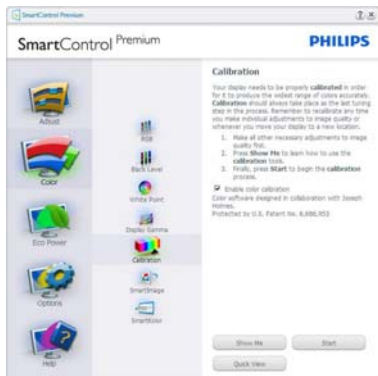 SmartControl Premium
SmartControl Premium
PHILIPS
Adjust
Color
Eco Power
Options
Help
RGB
Black Level
White Point
Display Gamma
Calibration
SmartImage
SmartColor
Calibration
Your display needs to be properly calibrated in order
for it to produce the widest range of colors accurately.
Calibration should always take place as the last tuning
step in the process. Remember to recalibrate any time
you make individual adjustments to image quality or
whenever you move your display to a new location.
1. Make all other necessary adjustments to image
quality first.
2. Press Show Me to learn how to use the
calibration tools.
3. Finally, press Start to begin the calibration
process.
Enable color calibration
Color software designed in collaboration with Joseph
Holmes.
Protected by U.S. Patent No. 6,686,953
Show Me
Start
Quick View